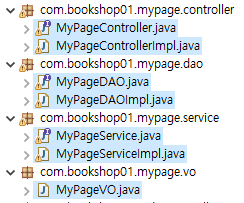 com.bookshop01.mypage.controller
MyPageController.java
MyPageControllerImpl.java
com.bookshop01.mypage.dao
MyPageDAO.java
MyPageDAOImpl.java
com.bookshop01.mypage.service
MyPageService.java
MyPageServiceImpl.java
com.bookshop01.mypage.vo
MyPageVO.java